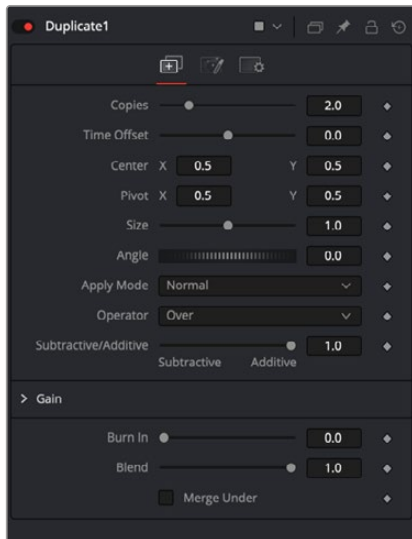 Duplicate1
Copies 2.0
Time Offset 0.0
Center X 0.5 Y 0.5
Pivot X 0.5 Y 0.5
Size 1.0
Angle 0.0
Apply Mode Normal
Operator Over
Subtractive/Additive 1.0
Subtractive Additive
> Gain
Burn In 0.0
Blend 1.0
Merge Under